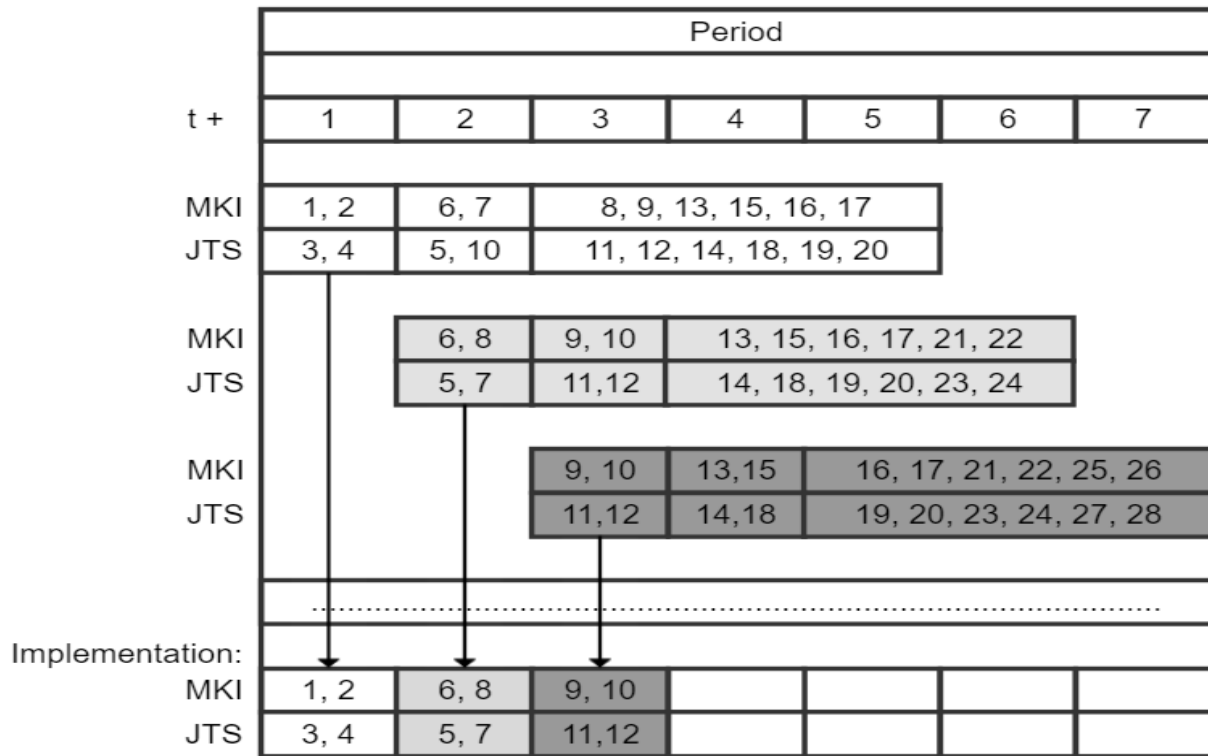 Period
t + 1 2 3 4 5 6 7
MKI 1, 2 6, 7 8, 9, 13, 15, 16, 17
JTS 3, 4 5, 10 11, 12, 14, 18, 19, 20
MKI 6, 8 9, 10 13, 15, 16, 17, 21, 22
JTS 5, 7 11,12 14, 18, 19, 20, 23, 24
MKI 9, 10 13,15 16, 17, 21, 22, 25, 26
JTS 11,12 14,18 19, 20, 23, 24, 27, 28
Implementation:
MKI 1, 2 6, 8 9, 10
JTS 3, 4 5, 7 11,12